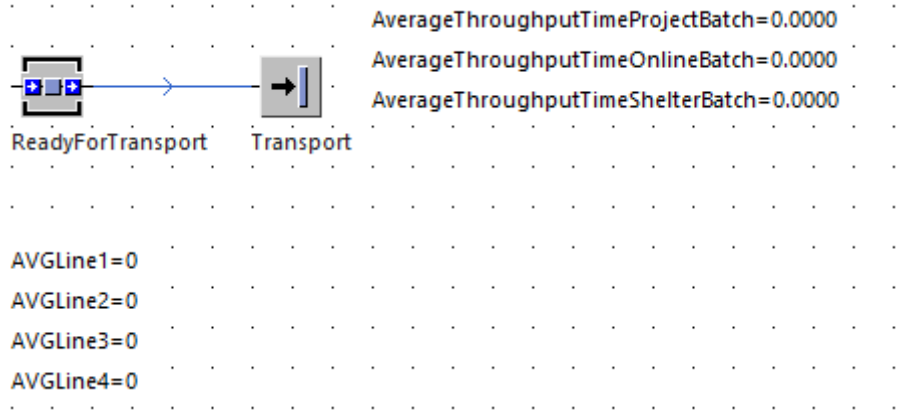 AverageThroughputTimeProjectBatch=0.0000
AverageThroughputTimeOnlineBatch=0.0000
AverageThroughputTimeShelterBatch=0.0000
ReadyForTransport
Transport
AVGLine1=0
AVGLine2=0
AVGLine3=0
AVGLine4=0